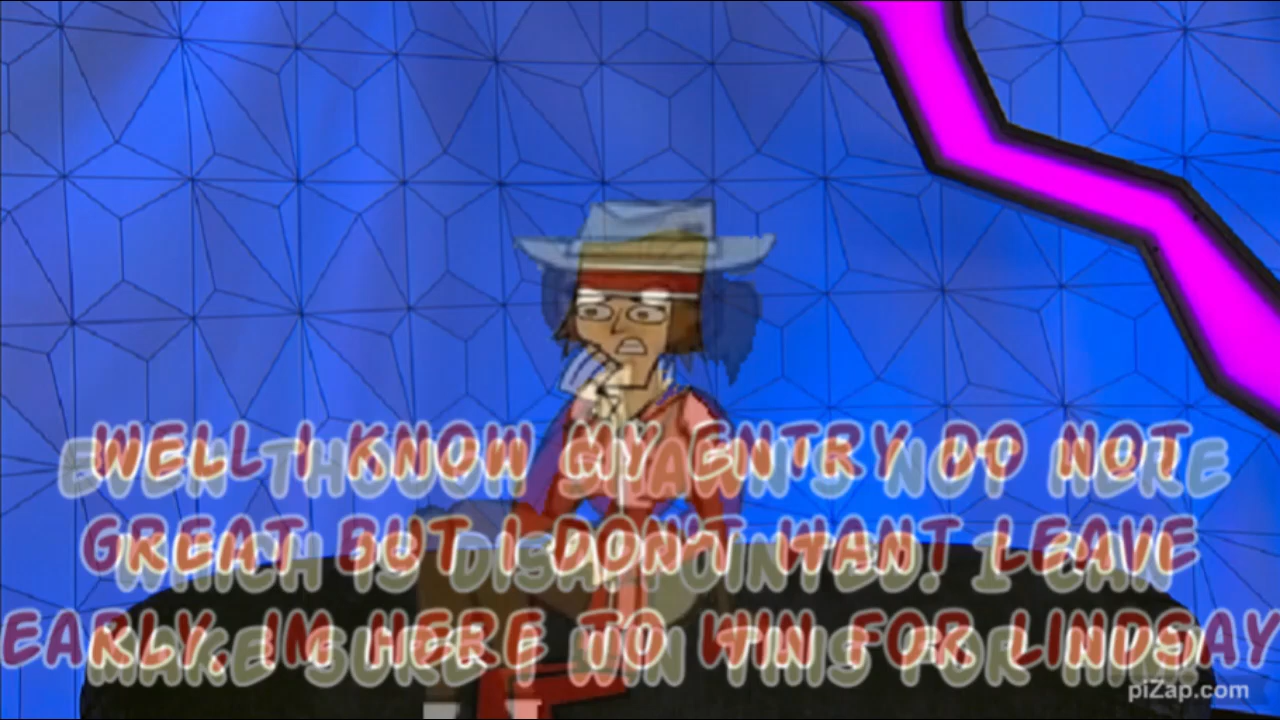 WELL I KNOW MY ENTRY DO NOT
GREAT BUT I DON'T WANT LEAVE
EARLY, IM HERE TO WIN FOR LINDSAY
EVEN THOUGH SHAWN'S NOT HERE
WHICH IS DISAPPOINTED. I CAN
MAKE SURE I WIN THIS FOR
piZap.com